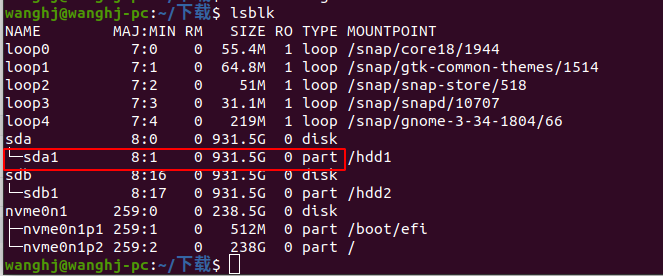 wanghj@wanghj-pc:~/下载$ lsblk
NAME        MAJ:MIN RM   SIZE RO TYPE MOUNTPOINT
loop0         7:0    0  55.4M  1 loop /snap/core18/1944
loop1         7:1    0  64.8M  1 loop /snap/gtk-common-themes/1514
loop2         7:2    0    51M  1 loop /snap/snap-store/518
loop3         7:3    0  31.1M  1 loop /snap/snapd/10707
loop4         7:4    0   219M  1 loop /snap/gnome-3-34-1804/66
sda           8:0    0 931.5G  0 disk
└─sda1        8:1    0 931.5G  0 part /hdd1
sdb           8:16   0 931.5G  0 disk
└─sdb1        8:17   0 931.5G  0 part /hdd2
nvme0n1     259:0    0 238.5G  0 disk
├─nvme0n1p1 259:1    0   512M  0 part /boot/efi
└─nvme0n1p2 259:2    0   238G  0 part /
wanghj@wanghj-pc:~/下载$